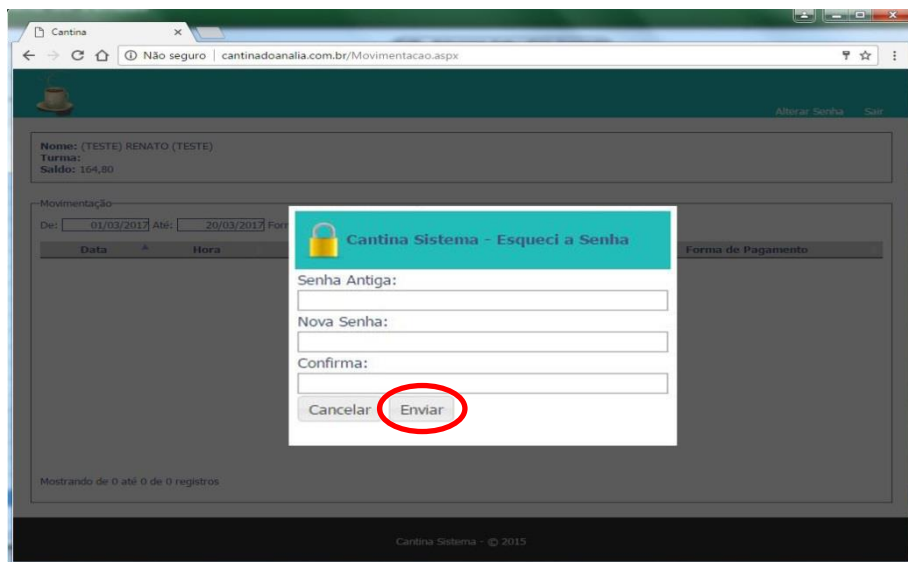 Cantina
Não seguro | cantinadoanalia.com.br/Movimentacao.aspx
Alterar Senha Sair
Nome: (TESTE) RENATO (TESTE)
Turma:
Saldo: 164,80
Movimentação
De: 01/03/2017 Até: 20/03/2017
Data Hora Forma de Pagamento
Cantina Sistema - Esqueci a Senha
Senha Antiga:
Nova Senha:
Confirma:
Cancelar Enviar
Mostrando de 0 até 0 de 0 registros
Cantina Sistema - © 2015